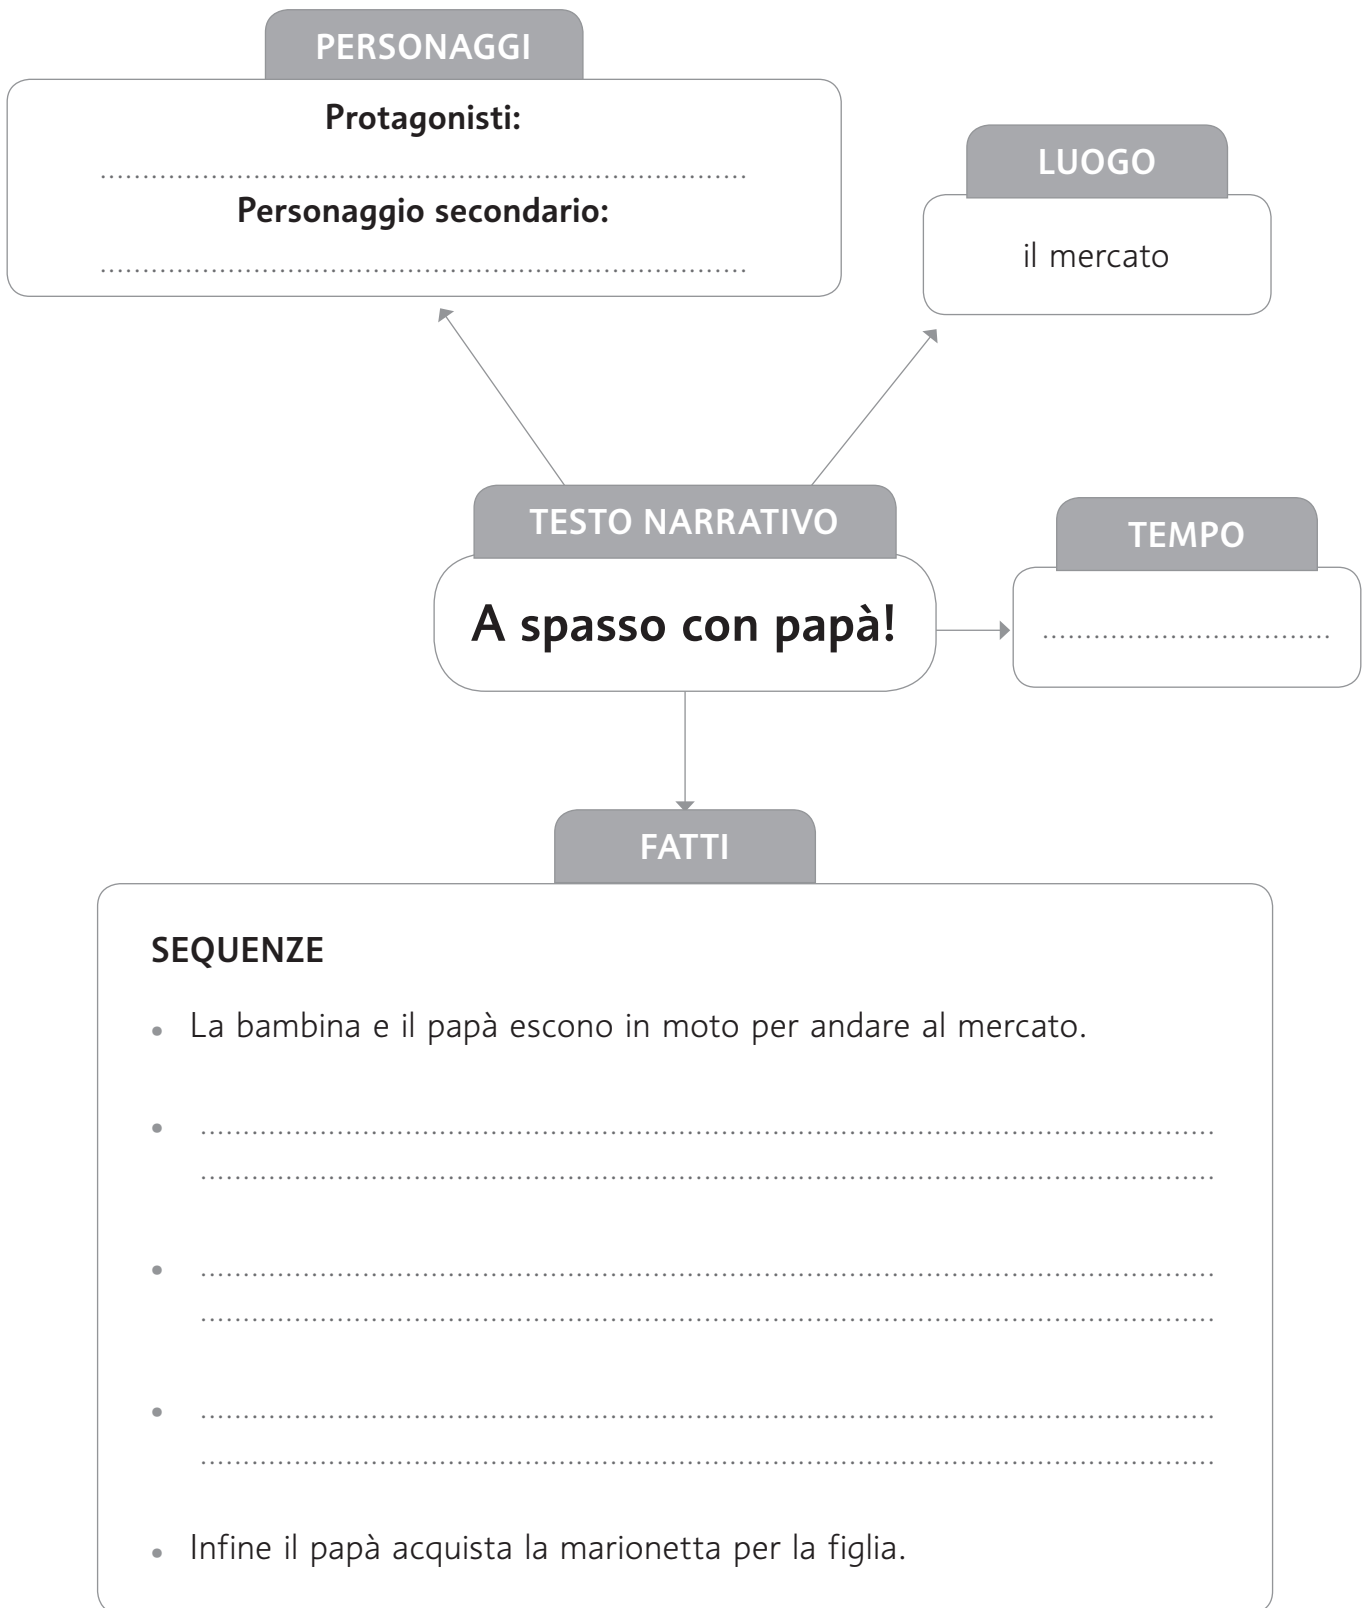 PERSONAGGI
Protagonisti:
Personaggio secondario:
LUOGO
il mercato
TESTO NARRATIVO
A spasso con papà!
TEMPO
FATTI
SEQUENZE
• La bambina e il papà escono in moto per andare al mercato.
•
•
•
• Infine il papà acquista la marionetta per la figlia.